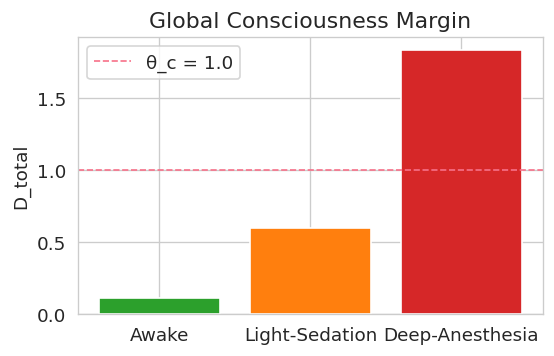 Global Consciousness Margin
θ_c = 1.0
D_total
1.5
1.0
0.5
0.0
Awake Light-Sedation Deep-Anesthesia